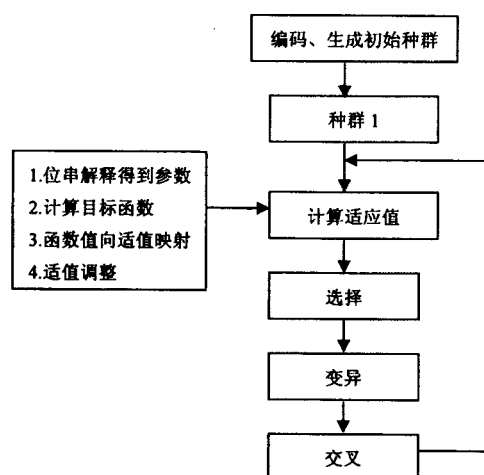 编码、生成初始种群
种群 1
1.位串解释得到参数
2.计算目标函数
3.函数值向适值映射
4.适值调整
计算适应值
选择
变异
交叉